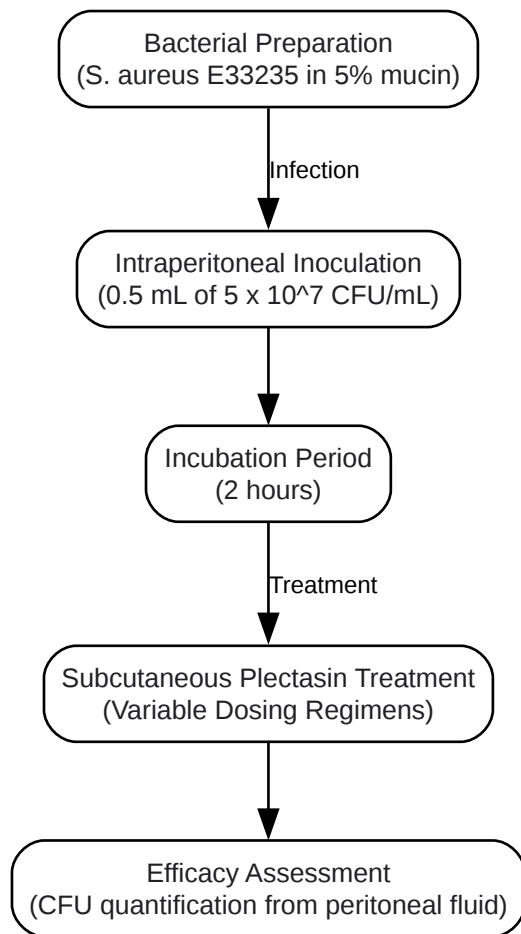 Bacterial Preparation
(S. aureus E33235 in 5% mucin)
Infection
Intraperitoneal Inoculation
(0.5 mL of 5 x 10^7 CFU/mL)
Incubation Period
(2 hours)
Treatment
Subcutaneous Plectasin Treatment
(Variable Dosing Regimens)
Efficacy Assessment
(CFU quantification from peritoneal fluid)